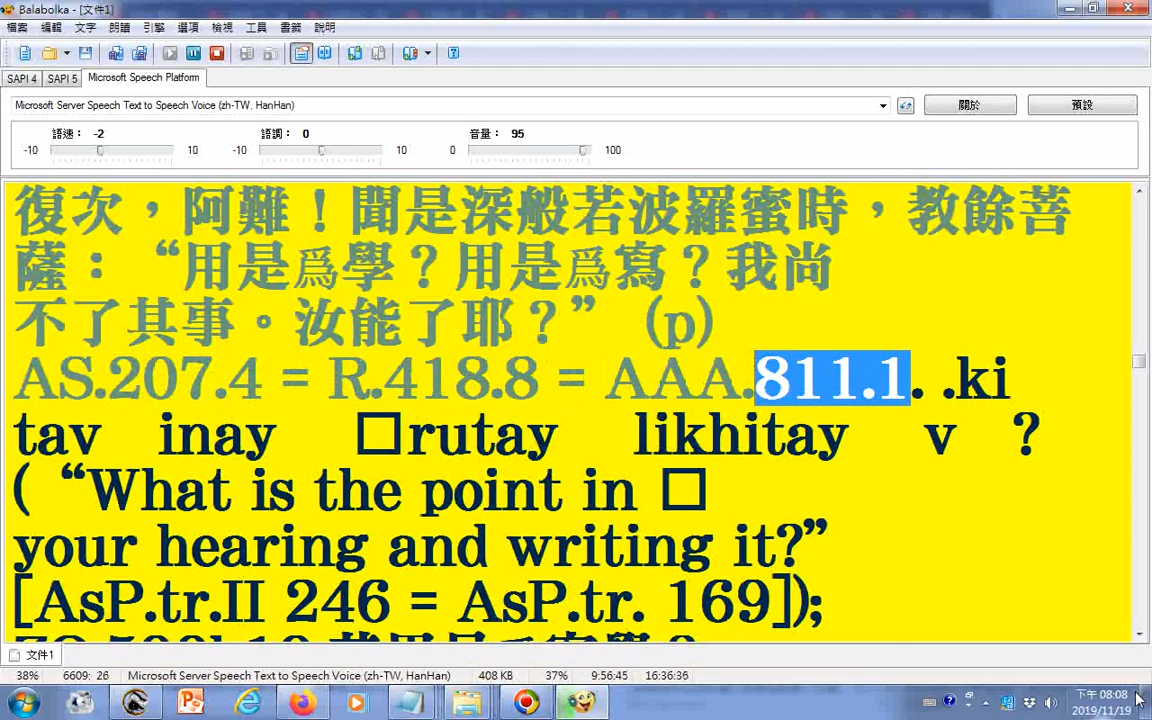 Balabolka - [文件1]
檔案 編輯 文字 朗讀 引擎 選項 檢視 工具 書籤 說明
SAPI 4 SAPI 5 Microsoft Speech Platform
Microsoft Server Speech Text to Speech Voice (zh-TW, HanHan) 關於 預設
語速： -2 語調： 0 音量： 95
-10 10 -10 10 0 100
復次，阿難！聞是深般若波羅蜜時，教餘菩
薩：“用是爲學？用是爲寫？我尚
不了其事。汝能了耶？” (p)
AS.207.4 = R.418.8 = AAA.811.1. .ki
tav inay □rutay likhitay v ?
(“What is the point in □
your hearing and writing it?”
[AsP.tr.II 246 = AsP.tr. 169]);
文件1
38% 6609: 26 Microsoft Server Speech Text to Speech Voice (zh-TW, HanHan) 408 KB 37% 9:56:45 16:36:36
下午 08:08
2019/11/19